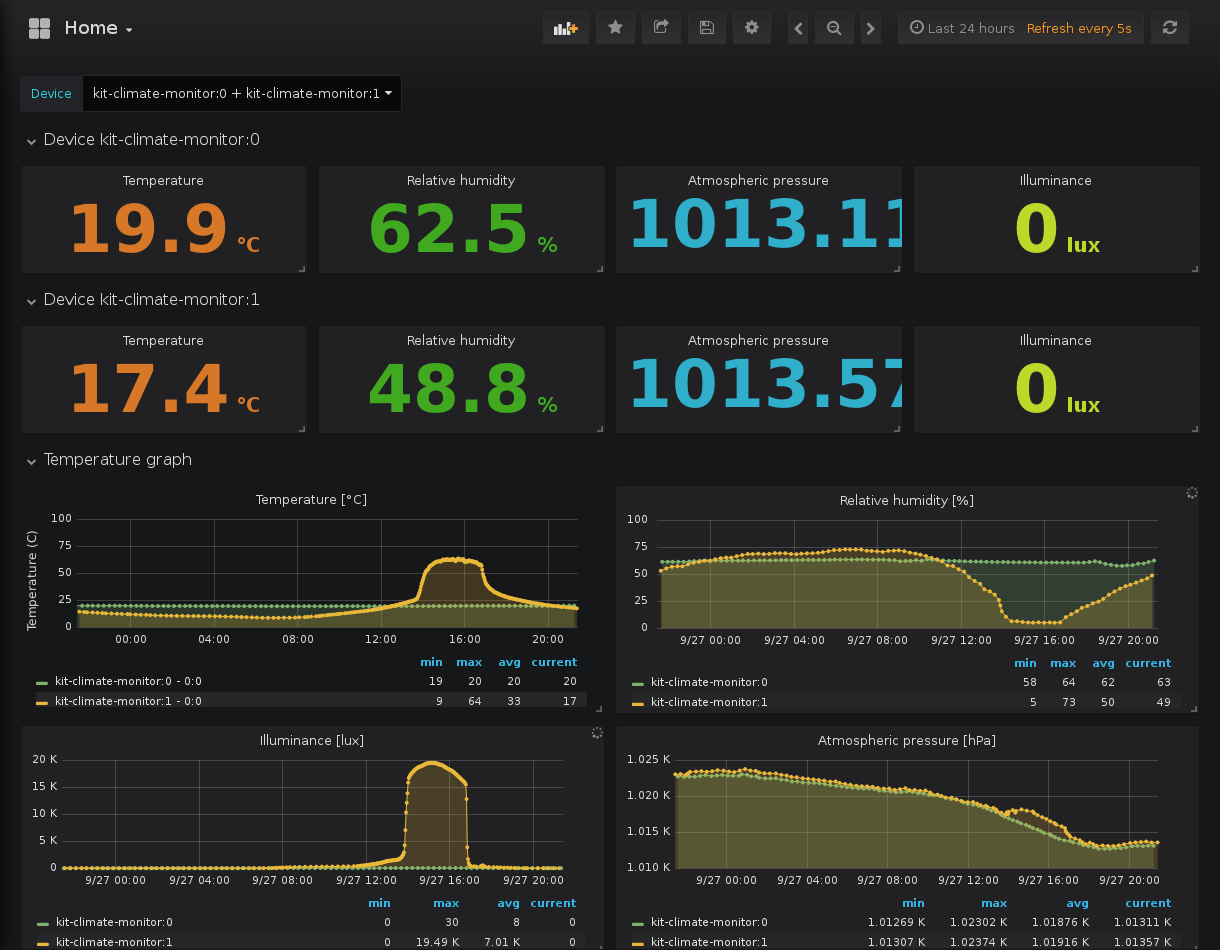 Home
Last 24 hours Refresh every 5s
Device kit-climate-monitor:0 + kit-climate-monitor:1
Device kit-climate-monitor:0
Temperature Relative humidity Atmospheric pressure Illuminance
19.9 °C 62.5 % 1013.11 0 lux
Device kit-climate-monitor:1
Temperature Relative humidity Atmospheric pressure Illuminance
17.4 °C 48.8 % 1013.57 0 lux
Temperature graph
Temperature [°C]
Temperature (C)
100
75
50
25
0
00:00 04:00 08:00 12:00 16:00 20:00
min max avg current
kit-climate-monitor:0 - 0:0 19 20 20 20
kit-climate-monitor:1 - 0:0 9 64 33 17
Relative humidity [%]
100
75
50
25
0
9/27 00:00 9/27 04:00 9/27 08:00 9/27 12:00 9/27 16:00 9/27 20:00
min max avg current
kit-climate-monitor:0 58 64 62 63
kit-climate-monitor:1 5 73 50 49
Illuminance [lux]
20 K
15 K
10 K
5 K
0
9/27 00:00 9/27 04:00 9/27 08:00 9/27 12:00 9/27 16:00 9/27 20:00
min max avg current
kit-climate-monitor:0 0 30 8 0
kit-climate-monitor:1 0 19.49 K 7.01 K 0
Atmospheric pressure [hPa]
1.025 K
1.020 K
1.015 K
1.010 K
9/27 00:00 9/27 04:00 9/27 08:00 9/27 12:00 9/27 16:00 9/27 20:00
min max avg current
kit-climate-monitor:0 1.01269 K 1.02302 K 1.01876 K 1.01311 K
kit-climate-monitor:1 1.01307 K 1.02374 K 1.01916 K 1.01357 K